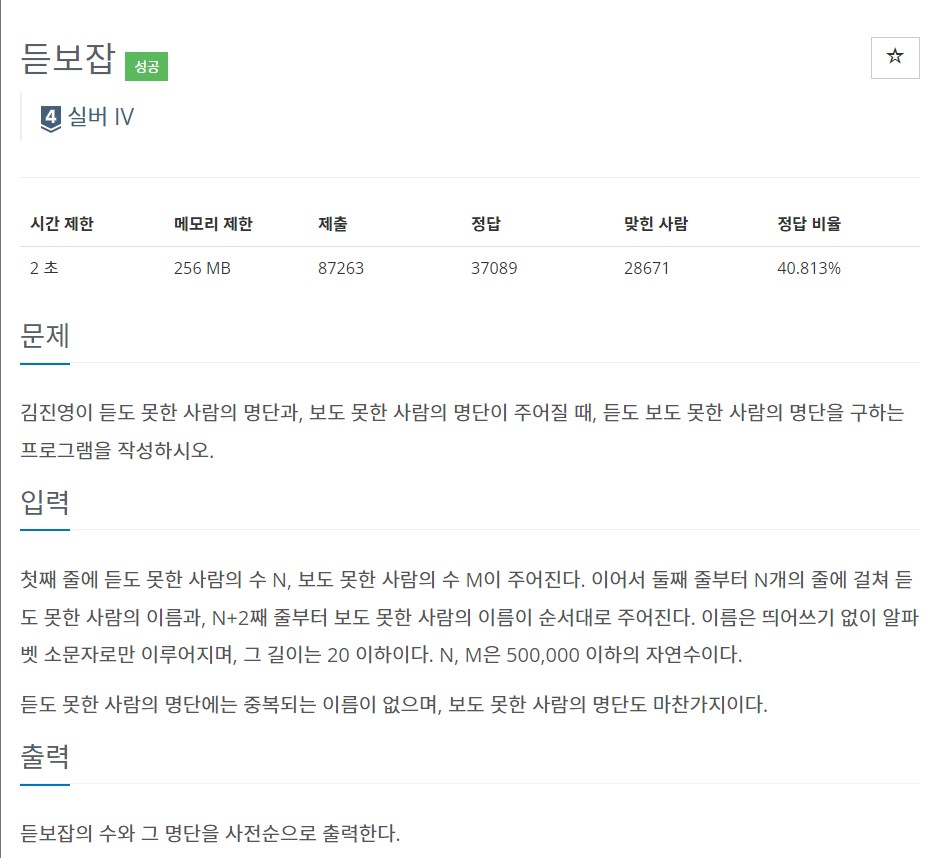 듣보잡 성공
☆
4 실버 IV
시간 제한 메모리 제한 제출 정답 맞힌 사람 정답 비율
2 초 256 MB 87263 37089 28671 40.813%
문제
김진영이 듣도 못한 사람의 명단과, 보도 못한 사람의 명단이 주어질 때, 듣도 보도 못한 사람의 명단을 구하는
프로그램을 작성하시오.
입력
첫째 줄에 듣도 못한 사람의 수 N, 보도 못한 사람의 수 M이 주어진다. 이어서 둘째 줄부터 N개의 줄에 걸쳐 듣
도 못한 사람의 이름과, N+2째 줄부터 보도 못한 사람의 이름이 순서대로 주어진다. 이름은 띄어쓰기 없이 알파
벳 소문자로만 이루어지며, 그 길이는 20 이하이다. N, M은 500,000 이하의 자연수이다.
듣도 못한 사람의 명단에는 중복되는 이름이 없으며, 보도 못한 사람의 명단도 마찬가지이다.
출력
듣보잡의 수와 그 명단을 사전순으로 출력한다.